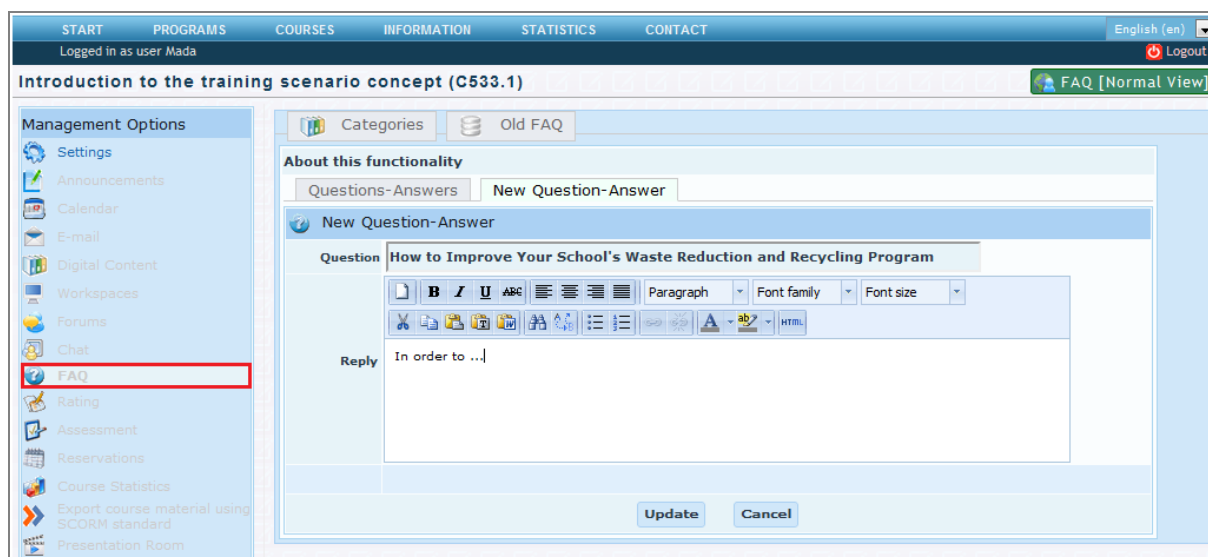 START PROGRAMS COURSES INFORMATION STATISTICS CONTACT English (en)
Logged in as user Mada Logout
Introduction to the training scenario concept (C533.1) FAQ [Normal View]
Management Options
Settings
Announcements
Calendar
E-mail
Digital Content
Workspaces
Forums
Chat
FAQ
Rating
Assessment
Reservations
Course Statistics
Export course material using
SCORM standard
Presentation Room
Categories Old FAQ
About this functionality
Questions-Answers New Question-Answer
New Question-Answer
Question How to Improve Your School's Waste Reduction and Recycling Program
B I U ABC Paragraph Font family Font size
A ab HTML
Reply In order to ...
Update Cancel